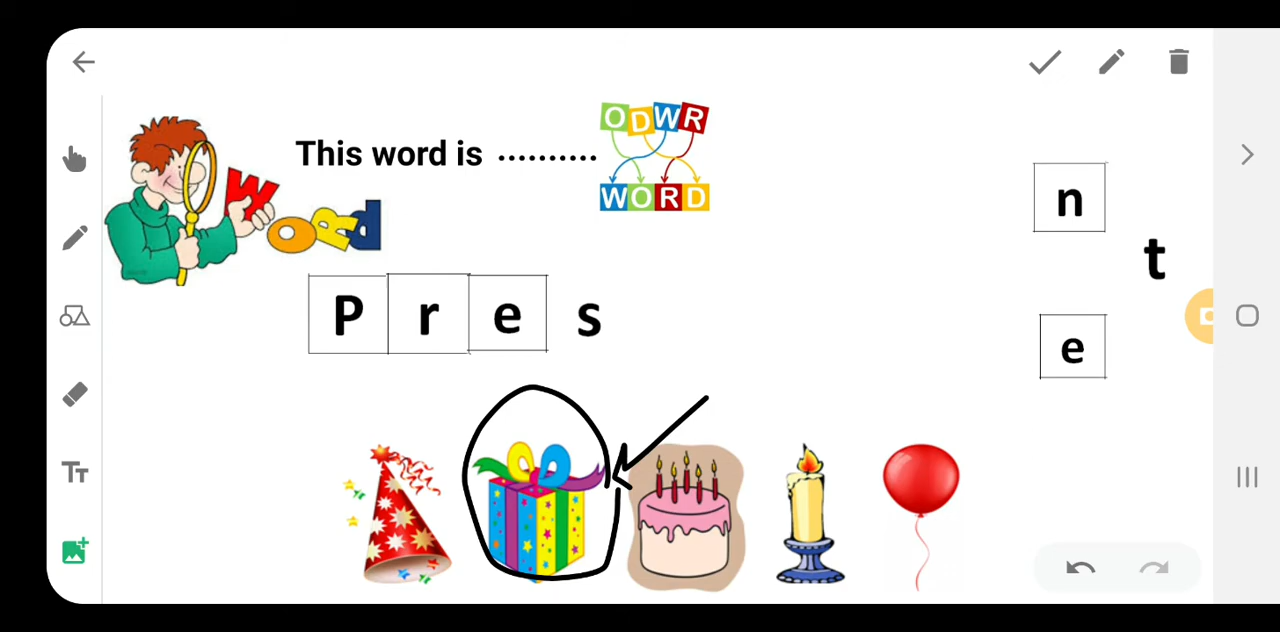 ODWR
This word is ..........
WORD
WORd
n
t
P r e s
e